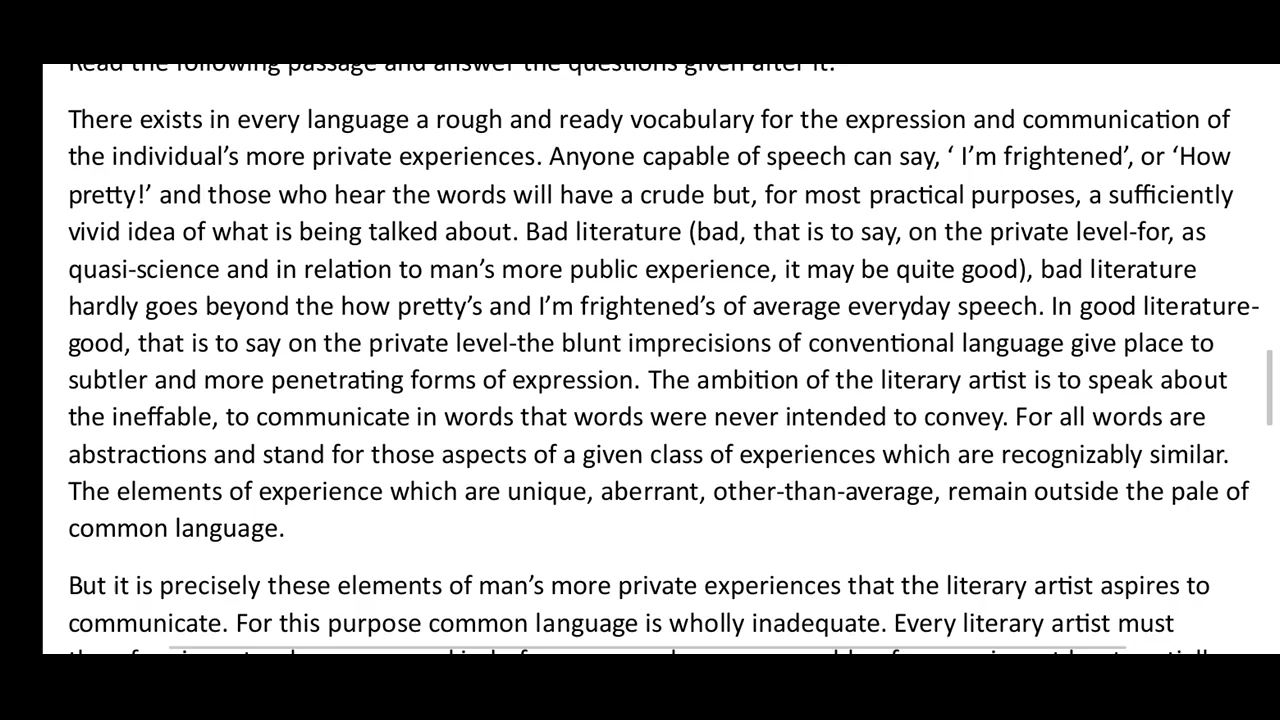 Read the following passage and answer the questions given after it.
There exists in every language a rough and ready vocabulary for the expression and communication of
the individual’s more private experiences. Anyone capable of speech can say, ‘ I’m frightened’, or ‘How
pretty!’ and those who hear the words will have a crude but, for most practical purposes, a sufficiently
vivid idea of what is being talked about. Bad literature (bad, that is to say, on the private level-for, as
quasi-science and in relation to man’s more public experience, it may be quite good), bad literature
hardly goes beyond the how pretty’s and I’m frightened’s of average everyday speech. In good literature-
good, that is to say on the private level-the blunt imprecisions of conventional language give place to
subtler and more penetrating forms of expression. The ambition of the literary artist is to speak about
the ineffable, to communicate in words that words were never intended to convey. For all words are
abstractions and stand for those aspects of a given class of experiences which are recognizably similar.
The elements of experience which are unique, aberrant, other-than-average, remain outside the pale of
common language.
But it is precisely these elements of man’s more private experiences that the literary artist aspires to
communicate. For this purpose common language is wholly inadequate. Every literary artist must